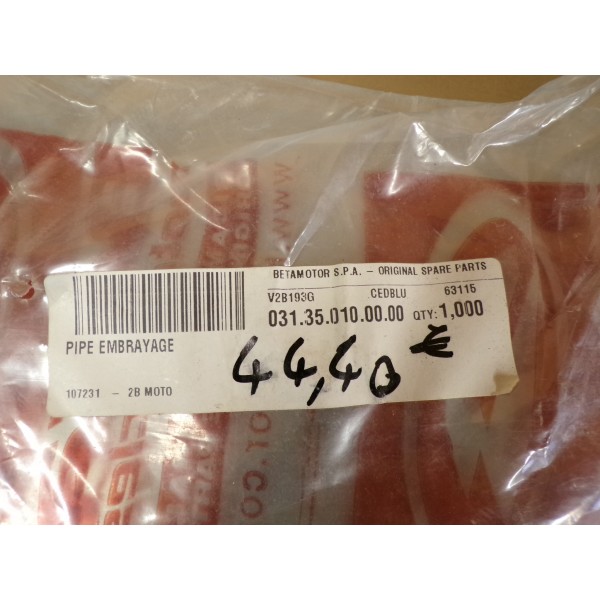 BETAMOTOR S.P.A. - ORIGINAL SPARE PARTS
V2B193G .CEDBLU 63115
031.35.010.00.00 QTY: 1,000
PIPE EMBRAYAGE
44,40 €
107231 - 2B MOTO